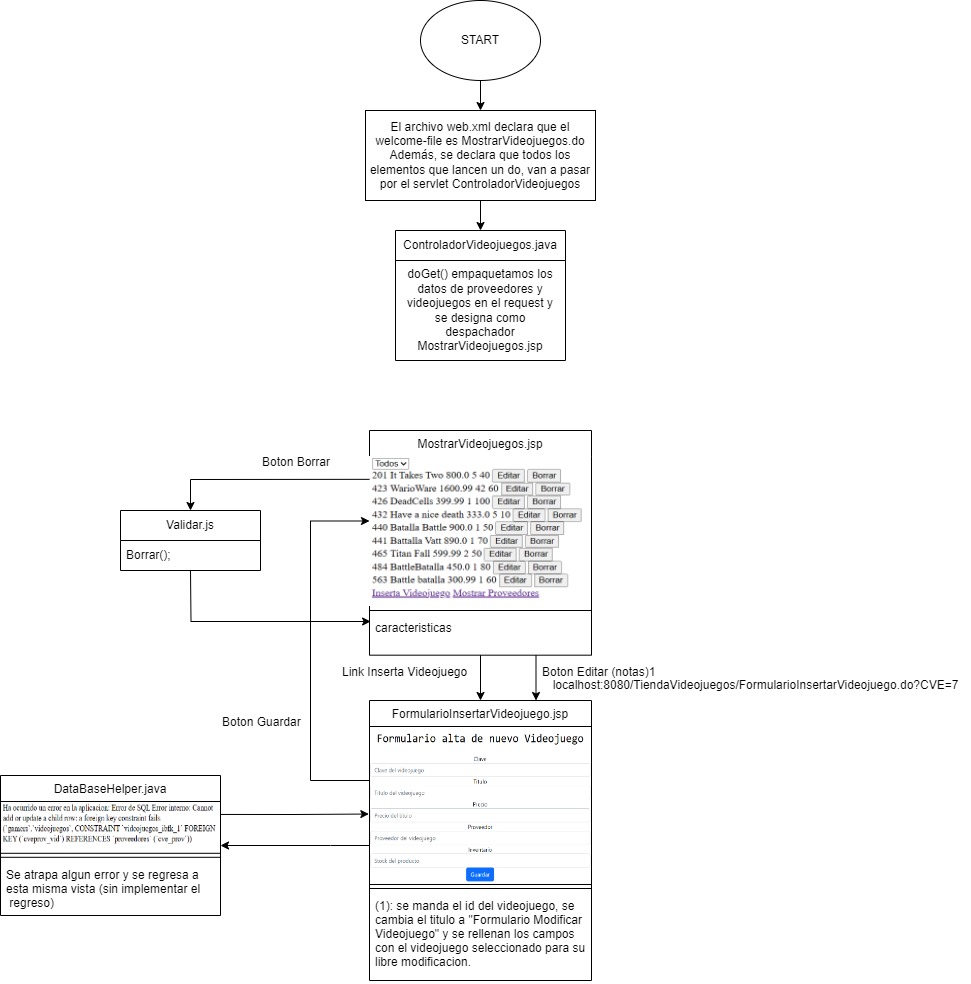 START
El archivo web.xml declara que el
welcome-file es MostrarVideojuegos.do
Además, se declara que todos los
elementos que lancen un do, van a pasar
por el servlet ControladorVideojuegos
ControladorVideojuegos.java
doGet() empaquetamos los
datos de proveedores y
videojuegos en el request y
se designa como
despachador
MostrarVideojuegos.jsp
MostrarVideojuegos.jsp
Todos
201 It Takes Two 800.0 5 40 Editar Borrar
423 WarioWare 1600.99 42 60 Editar Borrar
426 DeadCells 399.99 1 100 Editar Borrar
432 Have a nice death 333.0 5 10 Editar Borrar
440 Batalla Battle 900.0 1 50 Editar Borrar
441 Battalla Vatt 890.0 1 70 Editar Borrar
465 Titan Fall 599.99 2 50 Editar Borrar
484 BattleBatalla 450.0 1 80 Editar Borrar
563 Battle batalla 300.99 1 60 Editar Borrar
Inserta Videojuego Mostrar Proveedores
caracteristicas
Boton Borrar
Validar.js
Borrar();
Link Inserta Videojuego
Boton Editar (notas)1
localhost:8080/TiendaVideojuegos/FormularioInsertarVideojuego.do?CVE=7
Boton Guardar
FormularioInsertarVideojuego.jsp
Formulario alta de nuevo Videojuego
Clave
Clave del videojuego
Titulo
Titulo del videojuego
Precio
Precio del titulo
Proveedor
Proveedor del videojuego
Inventario
Stock del producto
Guardar
(1): se manda el id del videojuego, se
cambia el titulo a "Formulario Modificar
Videojuego" y se rellenan los campos
con el videojuego seleccionado para su
libre modificacion.
DataBaseHelper.java
Ha ocurrido un error en la aplicacion: Error de SQL Error interno: Cannot
add or update a child row: a foreign key constraint fails
(`gamers`.`videojuegos`, CONSTRAINT `videojuegos_ibfk_1` FOREIGN
KEY (`cveprov_vid`) REFERENCES `proveedores` (`cve_prov`))
Se atrapa algun error y se regresa a
esta misma vista (sin implementar el
regreso)